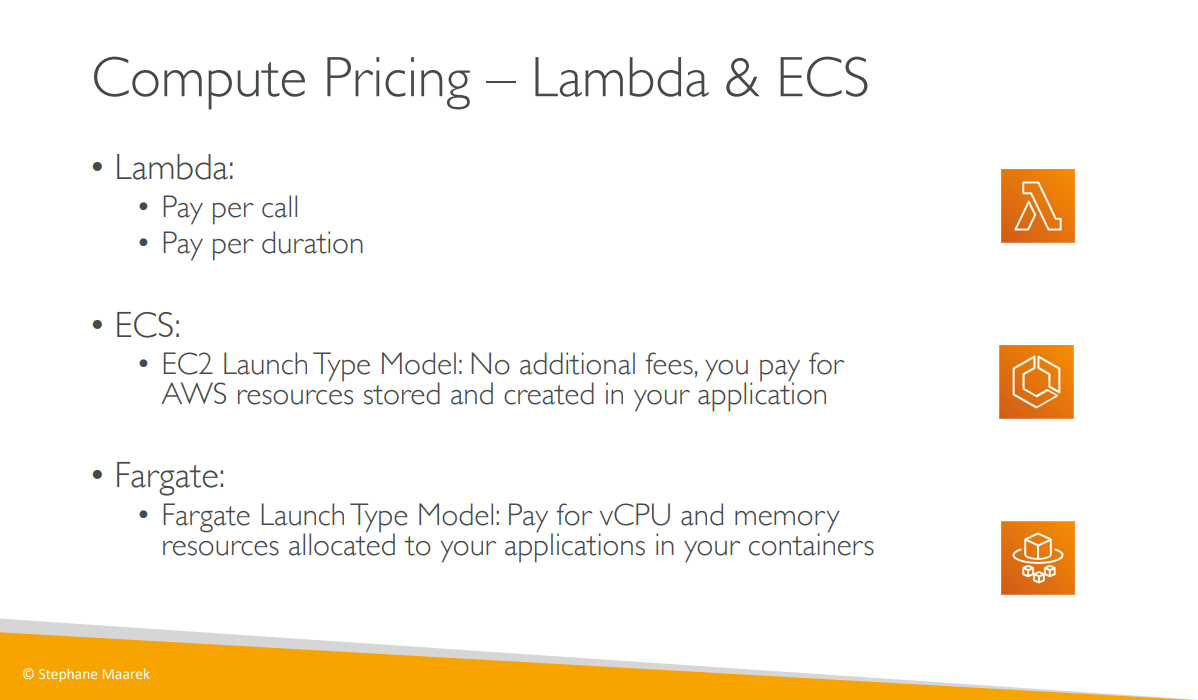 Compute Pricing – Lambda & ECS
• Lambda:
• Pay per call
• Pay per duration
• ECS:
• EC2 Launch Type Model: No additional fees, you pay for
AWS resources stored and created in your application
• Fargate:
• Fargate Launch Type Model: Pay for vCPU and memory
resources allocated to your applications in your containers
© Stephane Maarek